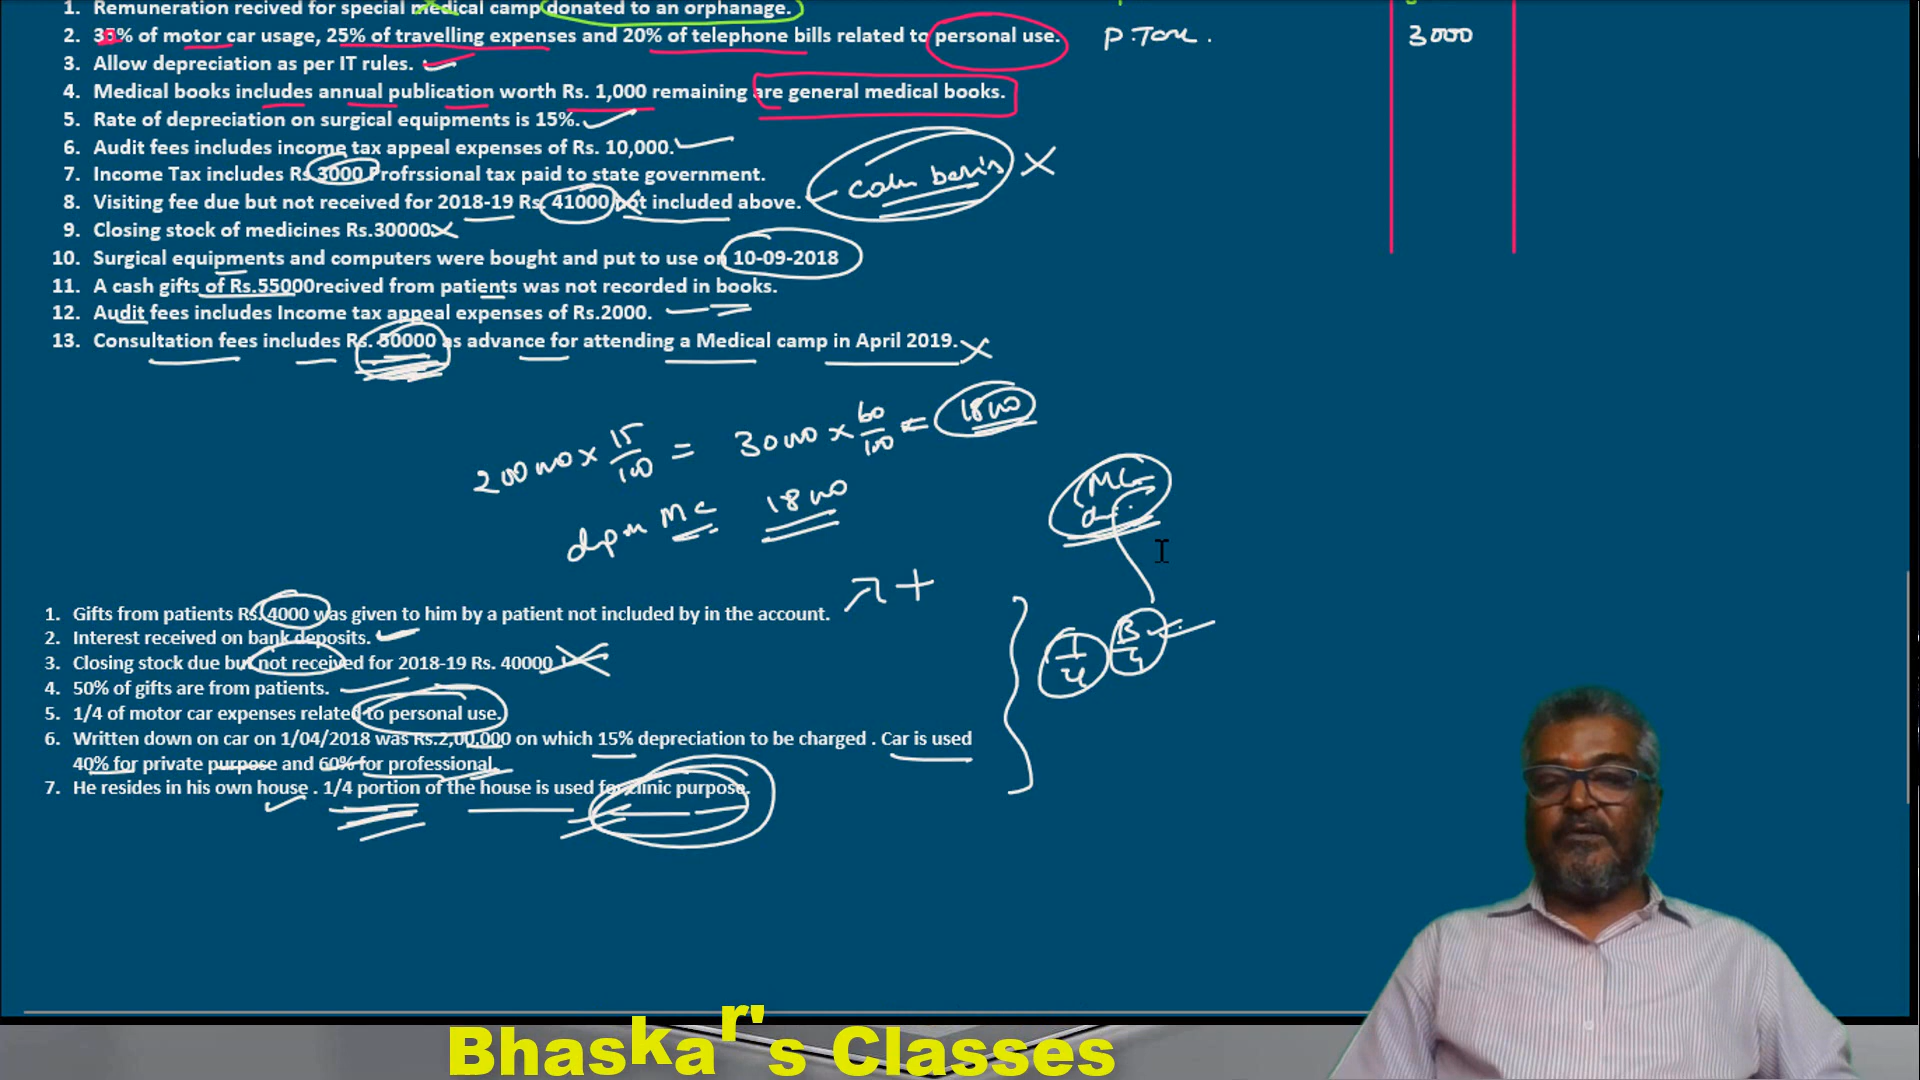 1. Remuneration recived for special medical camp donated to an orphanage.
2. 30% of motor car usage, 25% of travelling expenses and 20% of telephone bills related to personal use.
P.Tax. 3000
3. Allow depreciation as per IT rules.
4. Medical books includes annual publication worth Rs. 1,000 remaining are general medical books.
5. Rate of depreciation on surgical equipments is 15%.
6. Audit fees includes income tax appeal expenses of Rs. 10,000.
7. Income Tax includes Rs 3000 Profrssional tax paid to state government.
cash basis X
8. Visiting fee due but not received for 2018-19 Rs. 41000 not included above.
9. Closing stock of medicines Rs.30000
10. Surgical equipments and computers were bought and put to use on 10-09-2018
11. A cash gifts of Rs.55000recived from patients was not recorded in books.
12. Audit fees includes Income tax appeal expenses of Rs.2000.
13. Consultation fees includes Rs. 50000 as advance for attending a Medical camp in April 2019.
200000 x 15/100 = 30000 x 60/100 = 18000
depn MC 18000
MC
+
1. Gifts from patients Rs. 4000 was given to him by a patient not included by in the account.
2. Interest received on bank deposits.
3. Closing stock due but not received for 2018-19 Rs. 40000
1/4 3/4
4. 50% of gifts are from patients.
5. 1/4 of motor car expenses related to personal use.
6. Written down on car on 1/04/2018 was Rs.2,00,000 on which 15% depreciation to be charged . Car is used
40% for private purpose and 60% for professional.
7. He resides in his own house . 1/4 portion of the house is used for clinic purpose.
Bhaskar's Classes